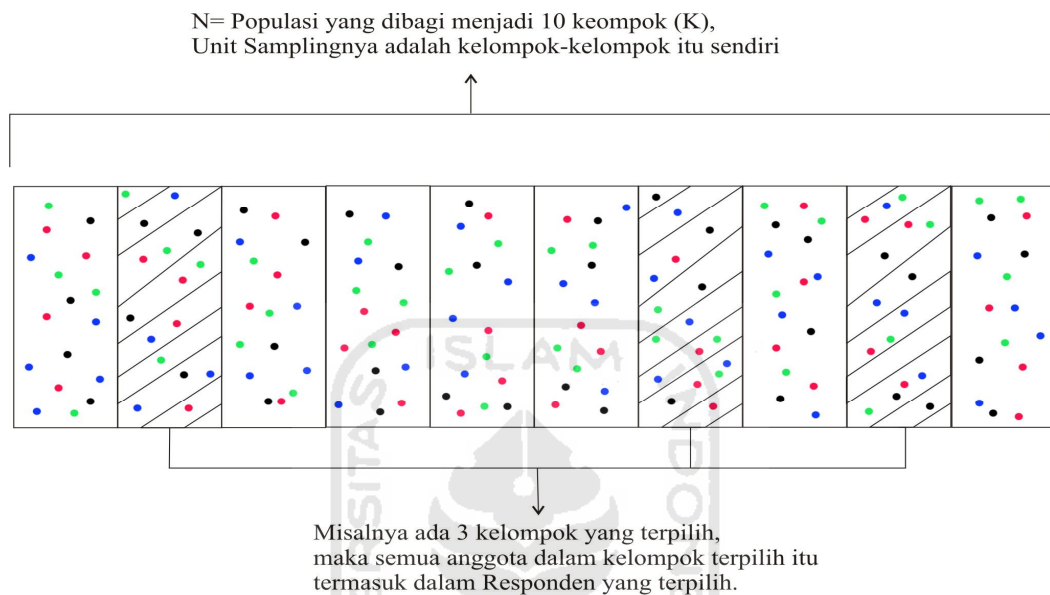 N= Populasi yang dibagi menjadi 10 keompok (K),
Unit Samplingnya adalah kelompok-kelompok itu sendiri
ISLAM
Misalnya ada 3 kelompok yang terpilih,
maka semua anggota dalam kelompok terpilih itu
termasuk dalam Responden yang terpilih.